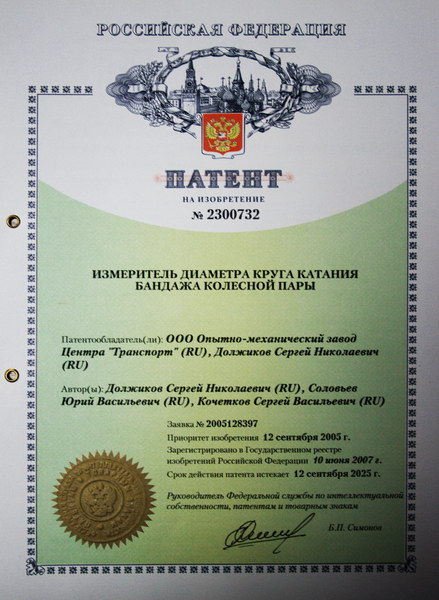 РОССИЙСКАЯ ФЕДЕРАЦИЯ
ПАТЕНТ
НА ИЗОБРЕТЕНИЕ
№ 2300732
ИЗМЕРИТЕЛЬ ДИАМЕТРА КРУГА КАТАНИЯ
БАНДАЖА КОЛЕСНОЙ ПАРЫ
Патентообладатель(ли): ООО Опытно-механический завод
Центра "Транспорт" (RU), Должиков Сергей Николаевич
(RU)
Автор(ы): Должиков Сергей Николаевич (RU), Соловьев
Юрий Васильевич (RU), Кочетков Сергей Васильевич (RU)
Заявка № 2005128397
Приоритет изобретения 12 сентября 2005 г.
Зарегистрировано в Государственном реестре
изобретений Российской Федерации 10 июня 2007 г.
Срок действия патента истекает 12 сентября 2025 г.
Руководитель Федеральной службы по интеллектуальной
собственности, патентам и товарным знакам
Б.П. Симонов